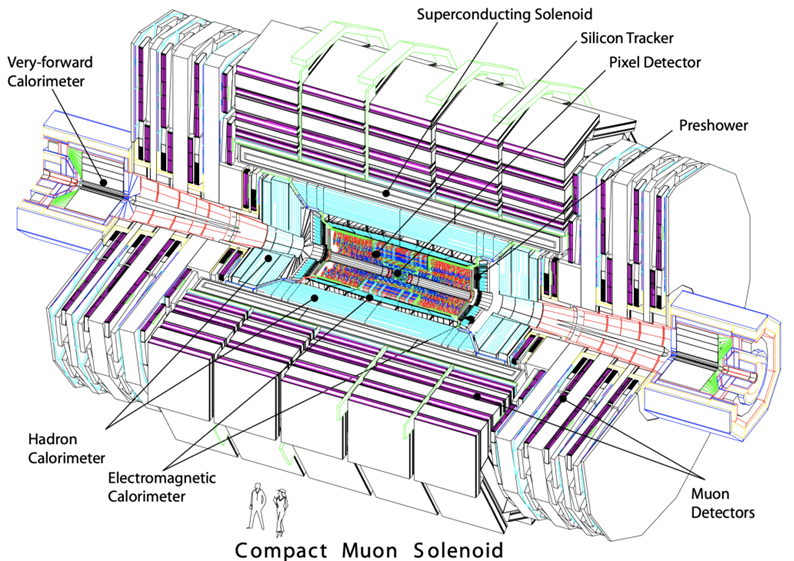 Superconducting Solenoid
Silicon Tracker
Very-forward
Calorimeter
Pixel Detector
Preshower
Hadron
Calorimeter
Electromagnetic
Calorimeter
Muon
Detectors
Compact Muon Solenoid